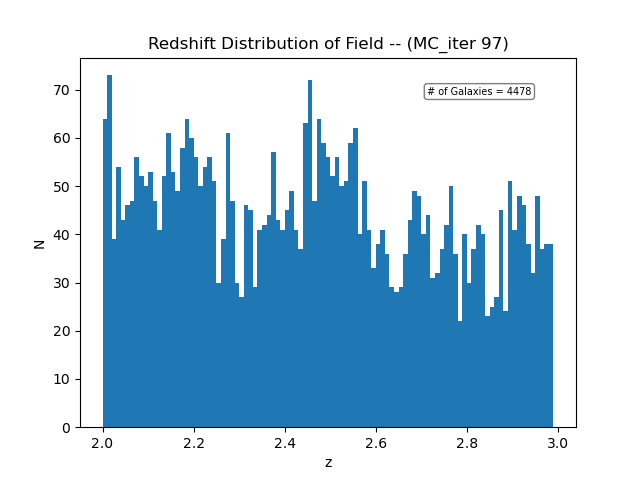 Redshift Distribution of Field -- (MC_iter 97)
# of Galaxies = 4478
70
60
50
40
30
20
10
0
N
2.0 2.2 2.4 2.6 2.8 3.0
z